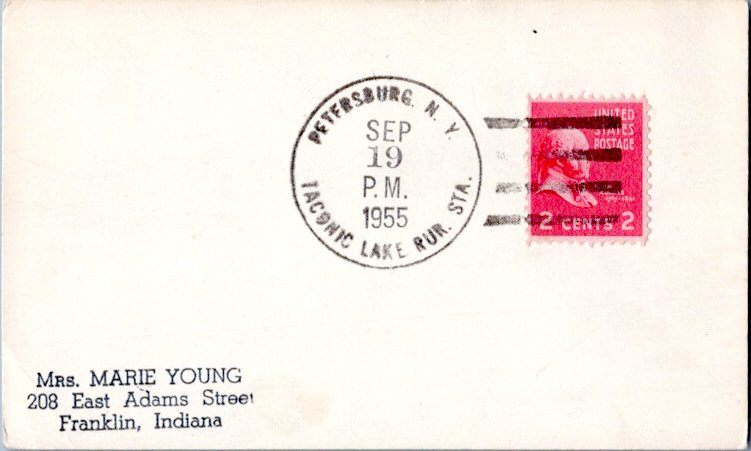 PETERSBURG, N. Y.
SEP
19
P.M.
1955
TACONIC LAKE RUR. STA.
UNITED
STATES
POSTAGE
2 CENTS 2
MRS. MARIE YOUNG
208 East Adams Street
Franklin, Indiana